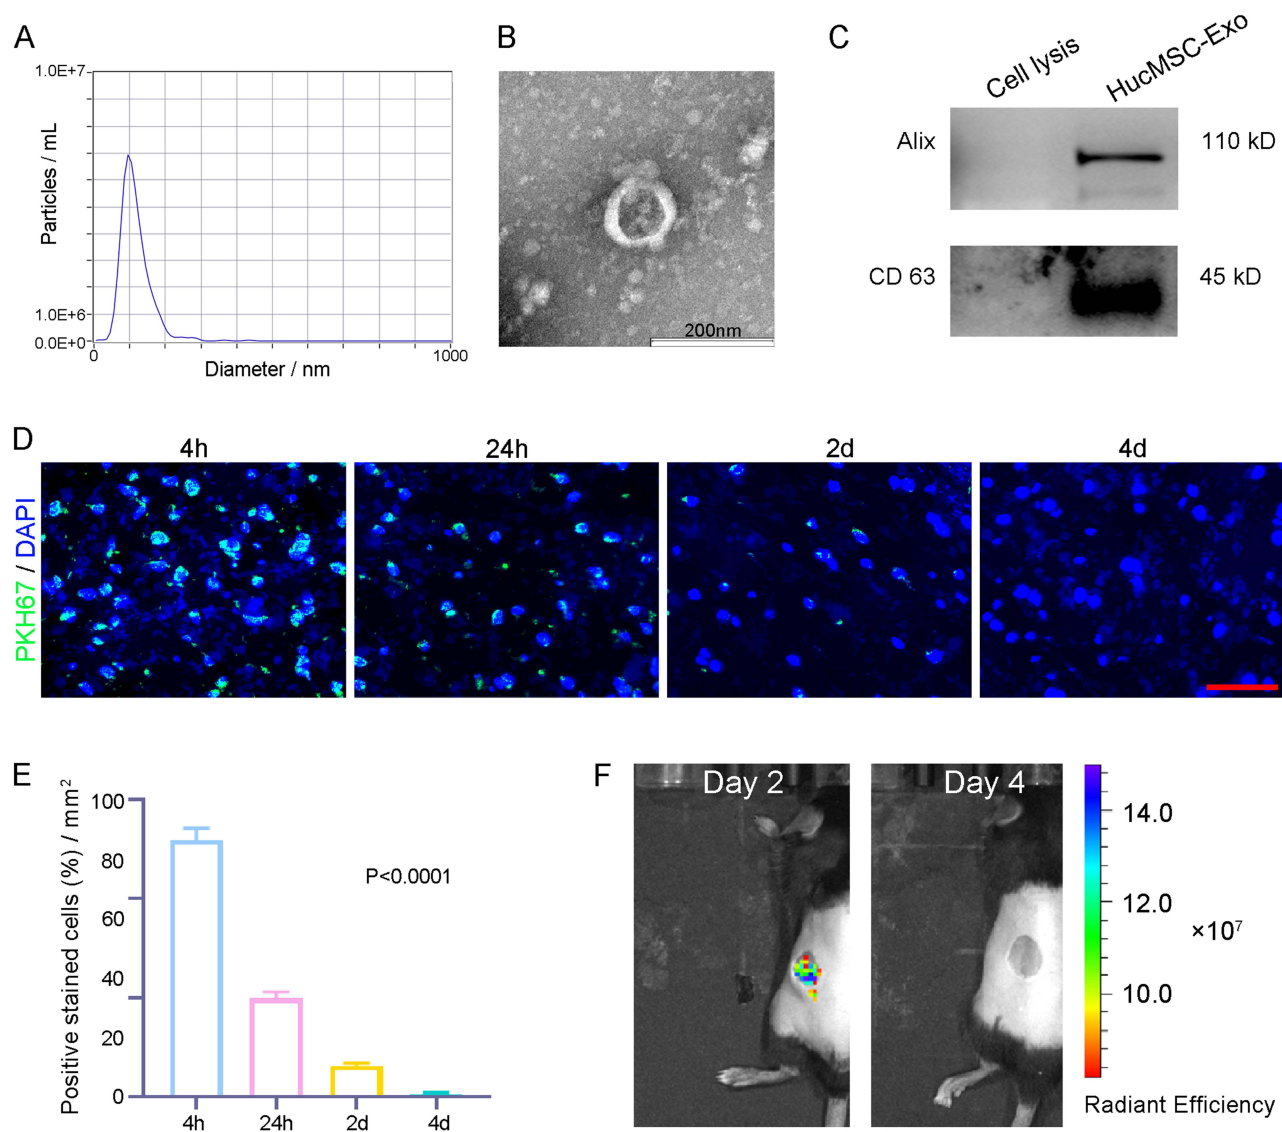 A
1.0E+7
1.0E+6
0.0E+0
Particles / mL
0
1000
Diameter / nm
B
200nm
C
Cell lysis
HucMSC-Exo
Alix
110 kD
CD 63
45 kD
D
4h
24h
2d
4d
PKH67 / DAPI
E
Positive stained cells (%) / mm²
100
80
60
40
20
0
P<0.0001
4h
24h
2d
4d
F
Day 2
Day 4
14.0
12.0
10.0
×10⁷
Radiant Efficiency